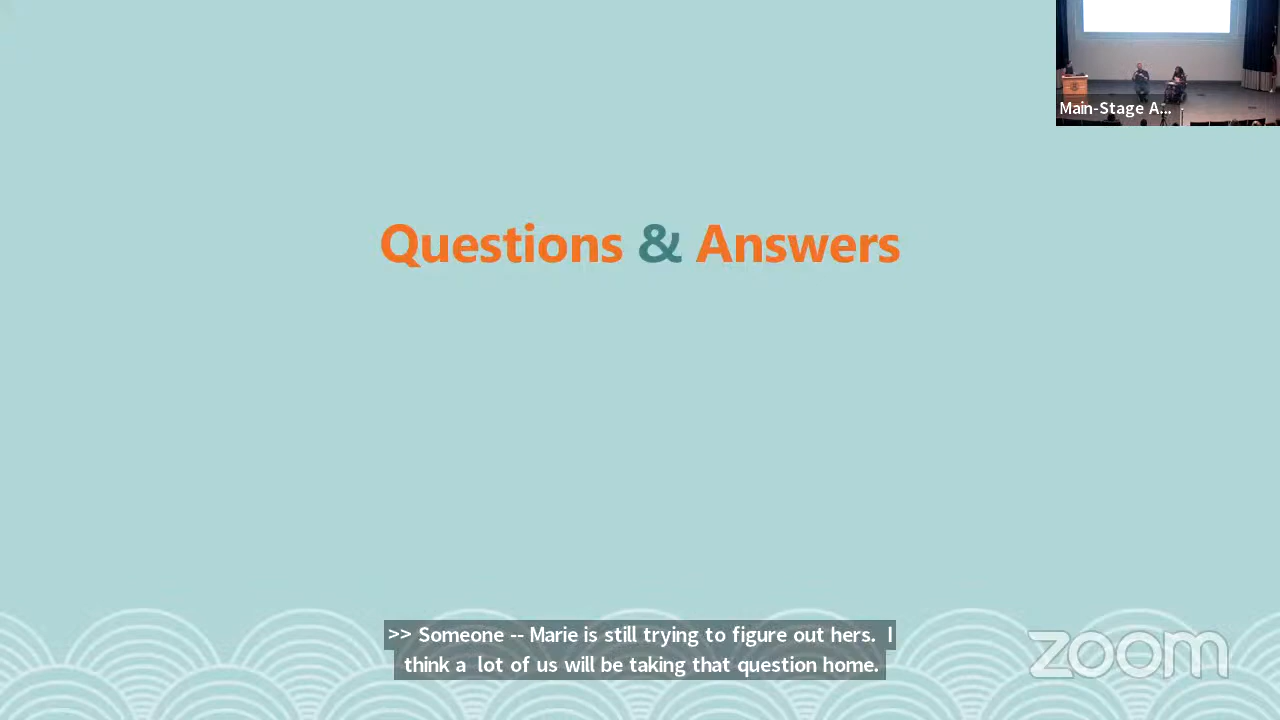 Main-Stage A...
Questions & Answers
>> Someone -- Marie is still trying to figure out hers. I
think a lot of us will be taking that question home.
zoom